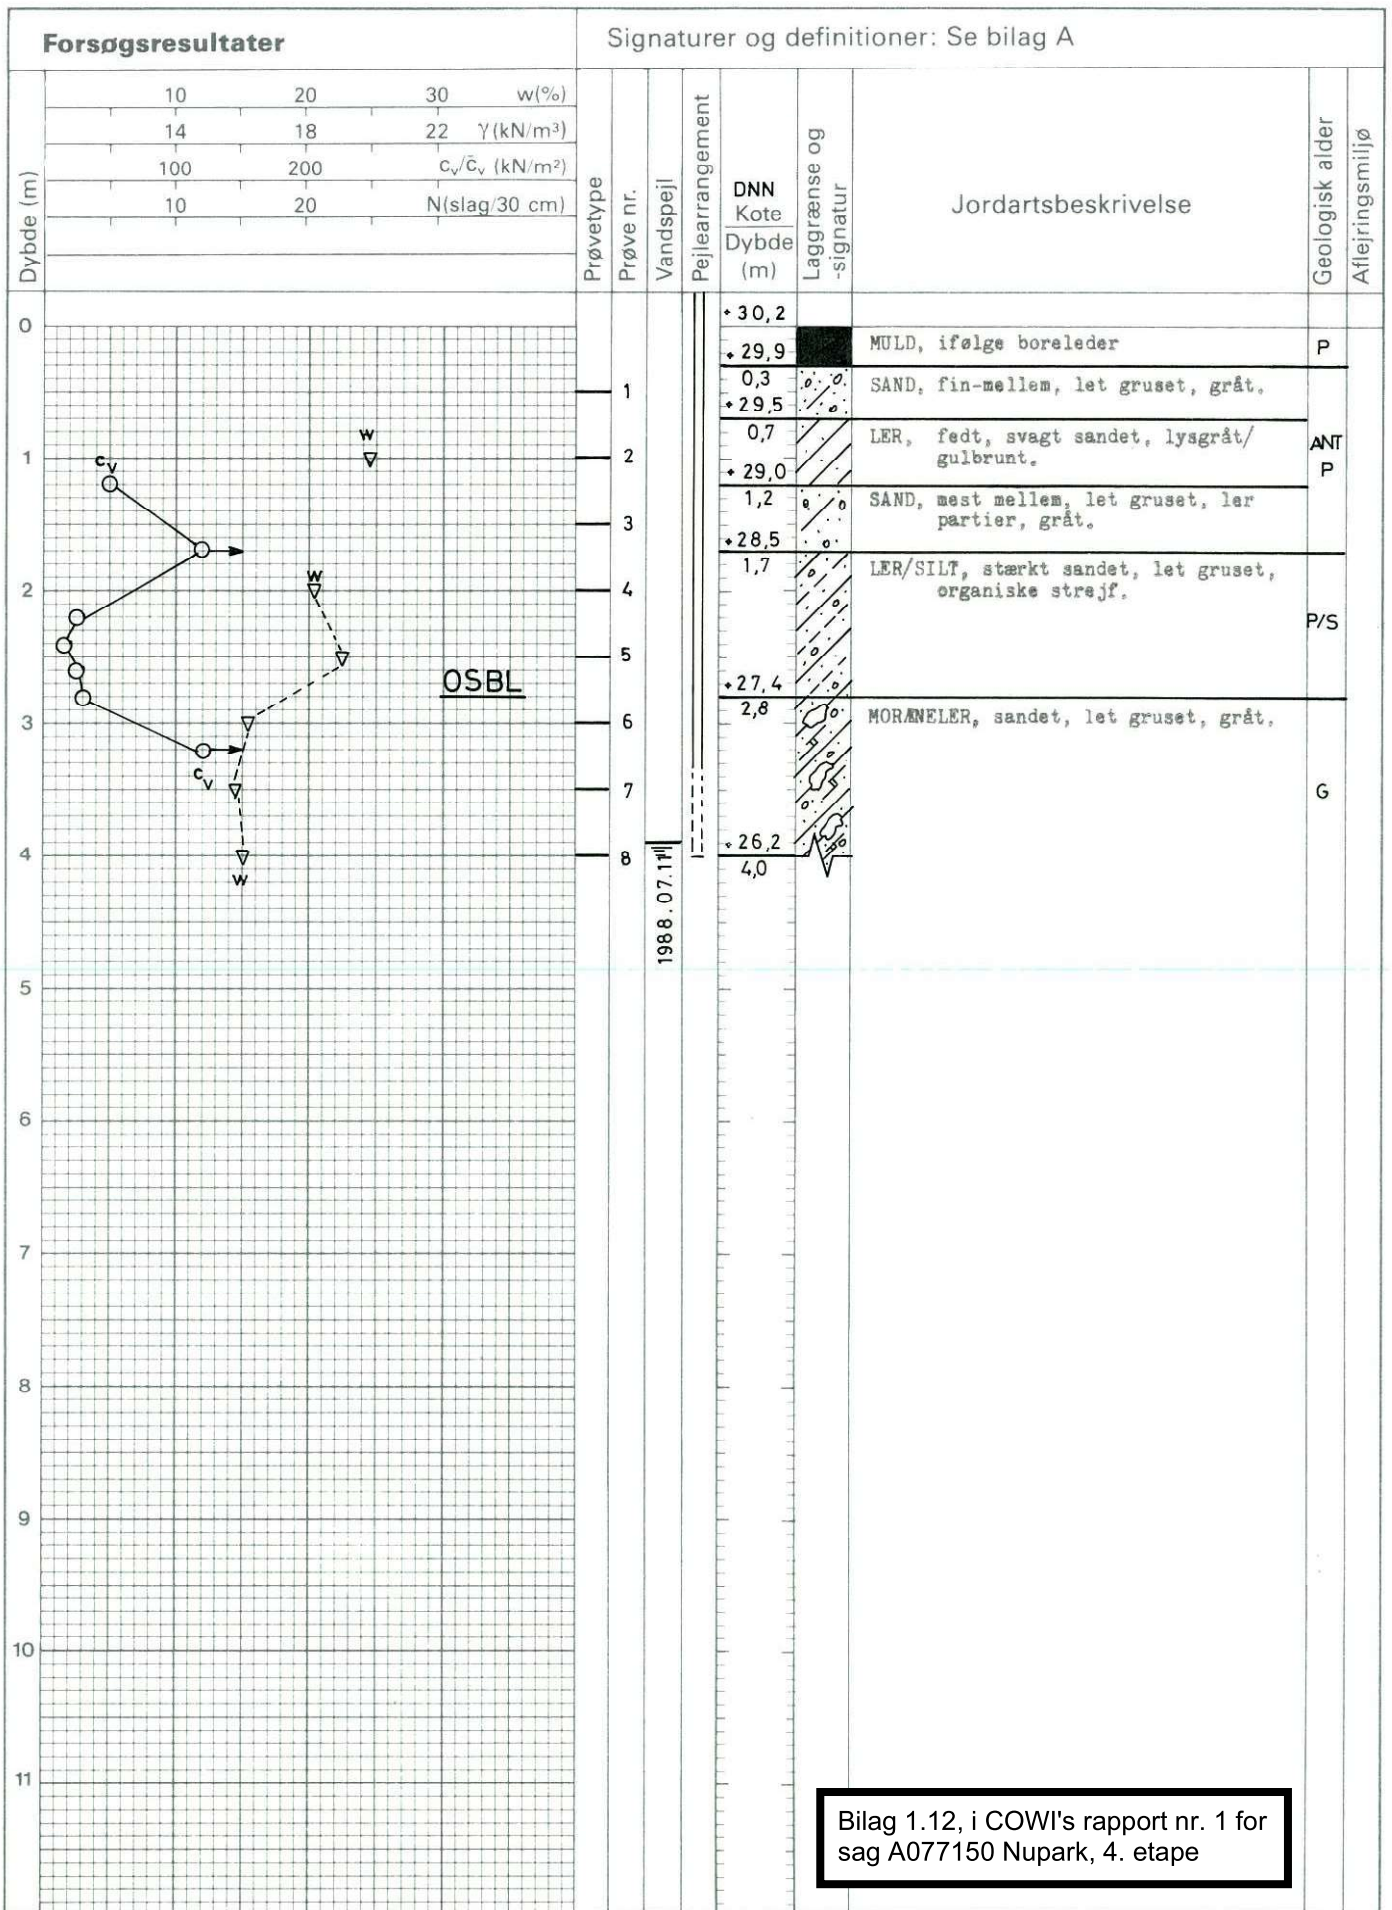 Forsøgsresultater
Signaturer og definitioner: Se bilag A
10 20 30 w(%)
14 18 22 γ(kN/m³)
100 200 c_v/c̄_v (kN/m²)
10 20 N(slag/30 cm)
Dybde (m)
Prøvetype
Prøve nr.
Vandspejl
Pejlearrangement
DNN
Kote
Dybde
(m)
Laggrænse og
-signatur
Jordartsbeskrivelse
Geologisk alder
Aflejringsmiljø
0
+30,2
+29,9
MULD, ifølge boreleder
P
0,3
1
SAND, fin-mellem, let gruset, gråt.
+29,5
0,7
W
LER, fedt, svagt sandet, lysgråt/
gulbrunt.
ANT
P
1
c_v
2
+29,0
1,2
SAND, mest mellem, let gruset, ler
partier, gråt.
3
+28,5
1,7
LER/SILT, stærkt sandet, let gruset,
organiske strejf.
W
2
4
P/S
5
OSBL
+27,4
2,8
MORÆNELER, sandet, let gruset, gråt.
3
6
c_v
7
G
+26,2
4
8
4,0
W
1988.07.11
5
6
7
8
9
10
11
Bilag 1.12, i COWI's rapport nr. 1 for
sag A077150 Nupark, 4. etape